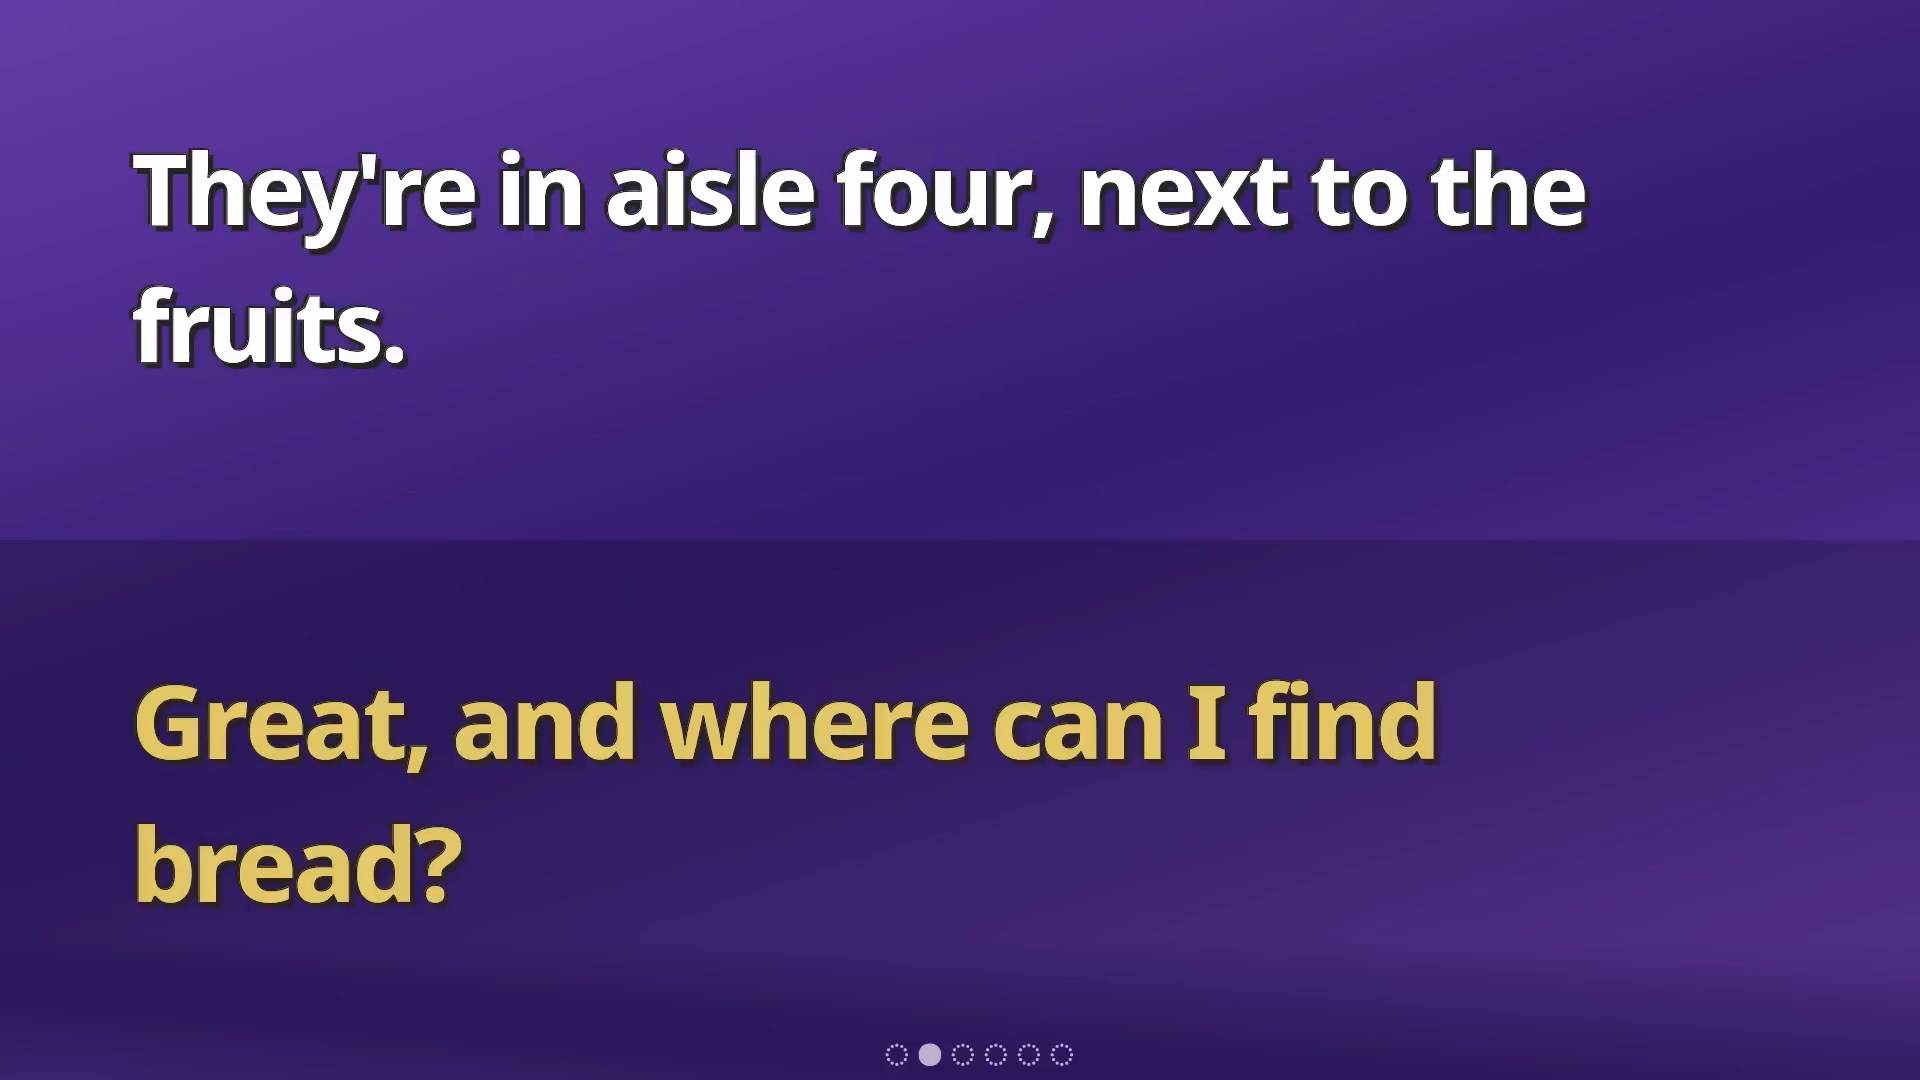 They're in aisle four, next to the
fruits.
Great, and where can I find
bread?